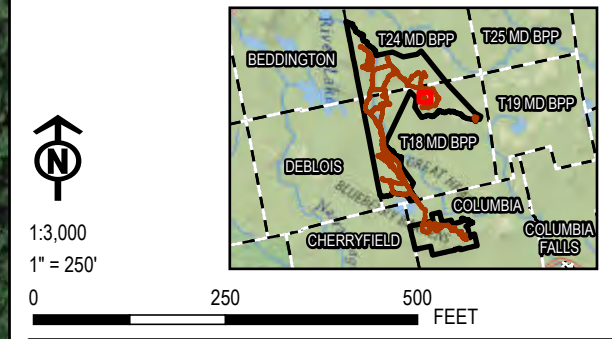 T24 MD BPP
T25 MD BPP
BEDDINGTON
T19 MD BPP
T18 MD BPP
DEBLOIS
GREAT
COLUMBIA
CHERRYFIELD
COLUMBIA
FALLS
N
1:3,000
1" = 250'
0 250 500
FEET